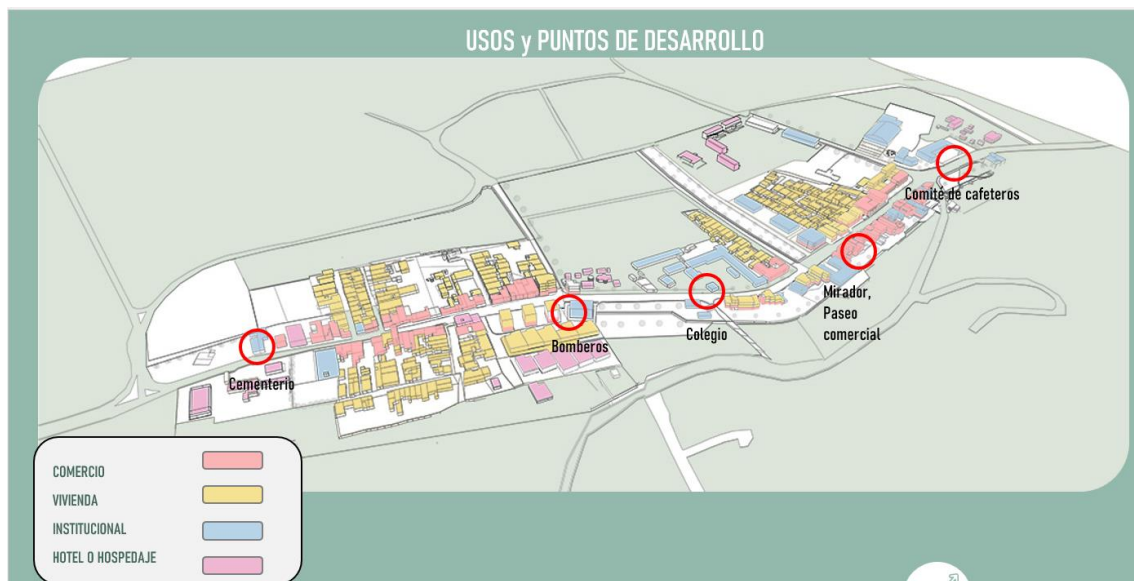 USOS y PUNTOS DE DESARROLLO
Comité de cafeteros
Mirador,
Paseo
comercial
Colegio
Bomberos
Cementerio
COMERCIO
VIVIENDA
INSTITUCIONAL
HOTEL O HOSPEDAJE